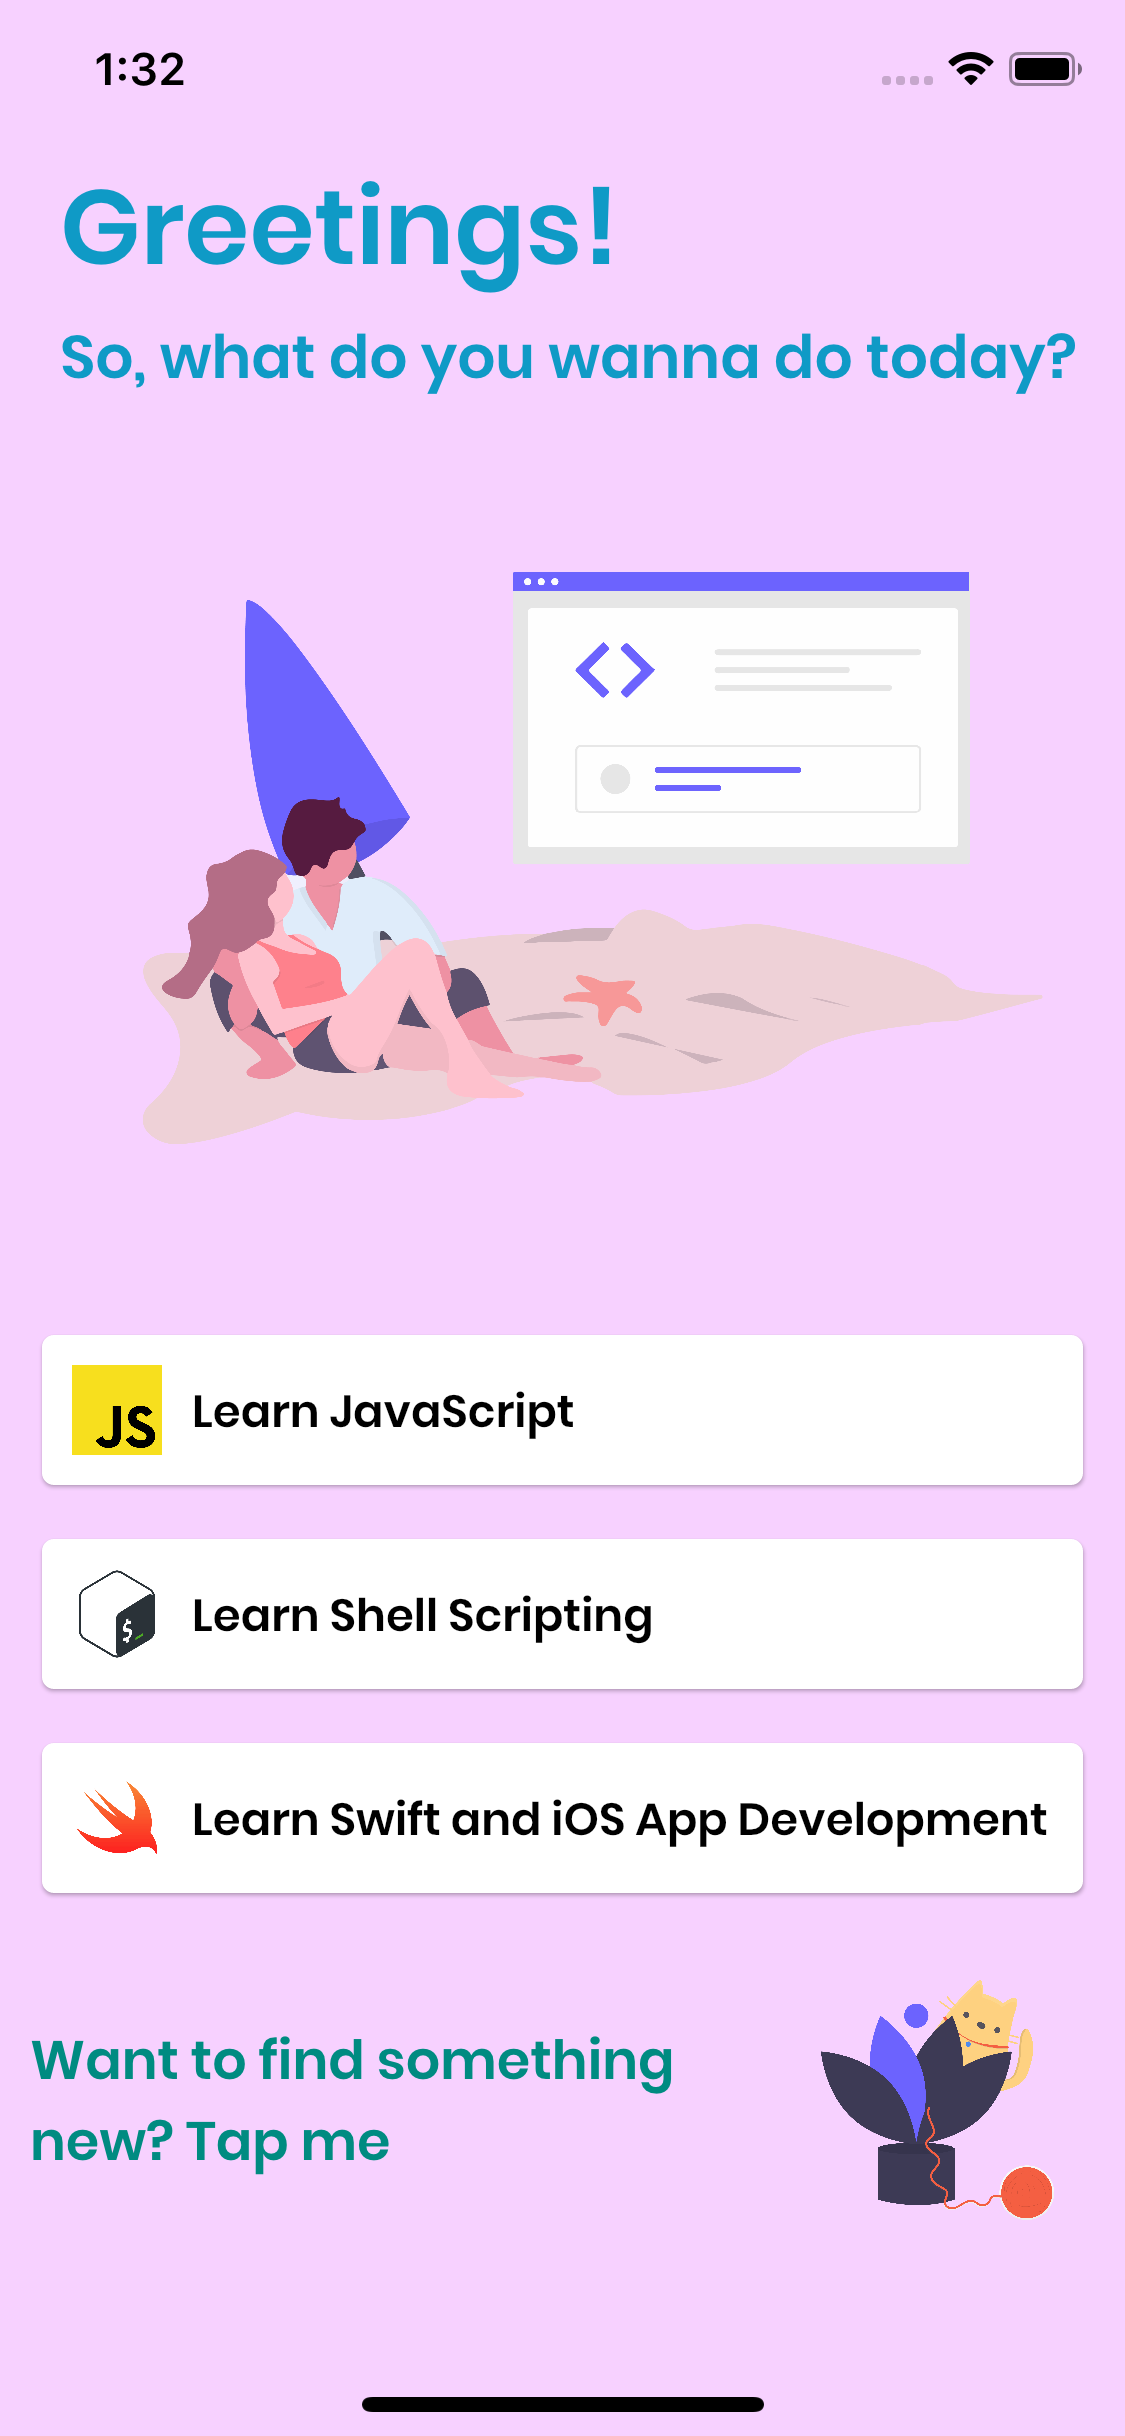 1:32
Greetings!
So, what do you wanna do today?
JS
Learn JavaScript
$_
Learn Shell Scripting
Learn Swift and iOS App Development
Want to find something
new? Tap me